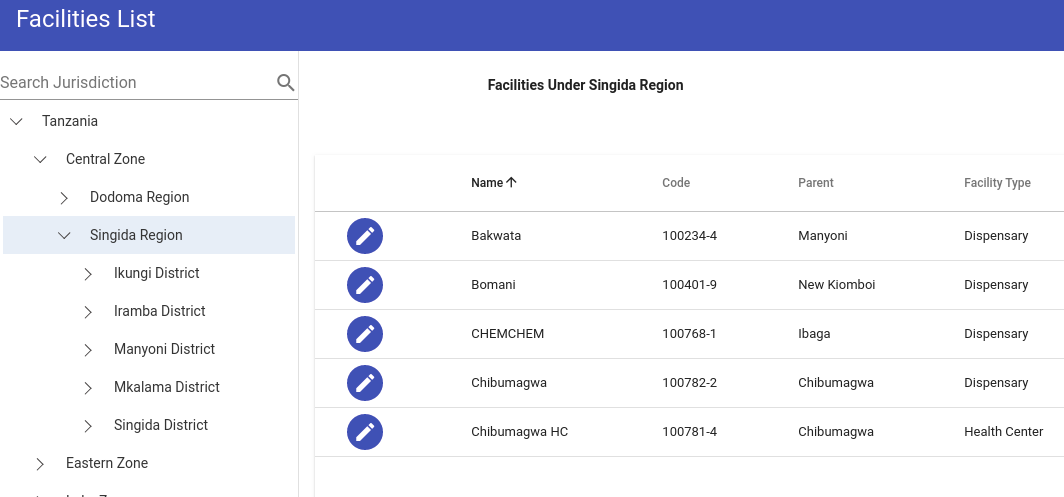 Facilities List
Search Jurisdiction
Tanzania
Central Zone
Dodoma Region
Singida Region
Ikungi District
Iramba District
Manyoni District
Mkalama District
Singida District
Eastern Zone
Facilities Under Singida Region
Name Code Parent Facility Type
Bakwata 100234-4 Manyoni Dispensary
Bomani 100401-9 New Kiomboi Dispensary
CHEMCHEM 100768-1 Ibaga Dispensary
Chibumagwa 100782-2 Chibumagwa Dispensary
Chibumagwa HC 100781-4 Chibumagwa Health Center